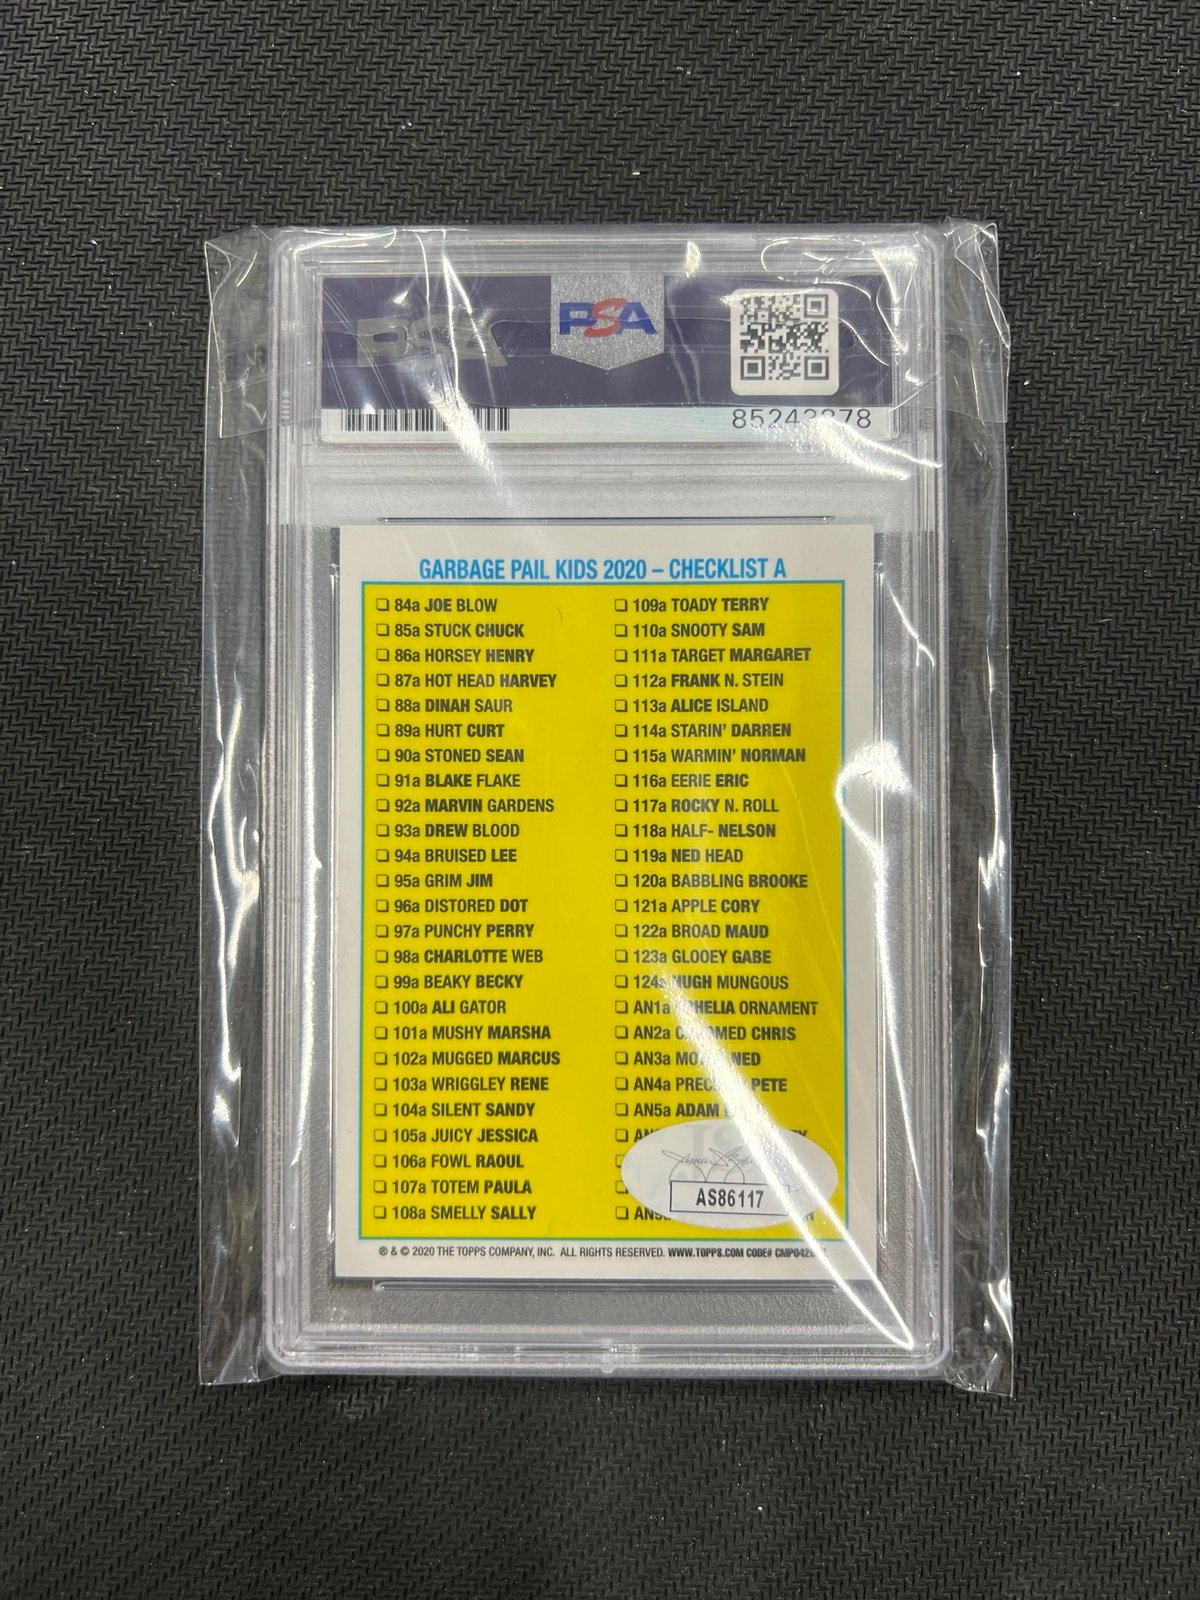 PSA
PSA
85243278
GARBAGE PAIL KIDS 2020 – CHECKLIST A
84a JOE BLOW
85a STUCK CHUCK
86a HORSEY HENRY
87a HOT HEAD HARVEY
88a DINAH SAUR
89a HURT CURT
90a STONED SEAN
91a BLAKE FLAKE
92a MARVIN GARDENS
93a DREW BLOOD
94a BRUISED LEE
95a GRIM JIM
96a DISTORED DOT
97a PUNCHY PERRY
98a CHARLOTTE WEB
99a BEAKY BECKY
100a ALI GATOR
101a MUSHY MARSHA
102a MUGGED MARCUS
103a WRIGGLEY RENE
104a SILENT SANDY
105a JUICY JESSICA
106a FOWL RAOUL
107a TOTEM PAULA
108a SMELLY SALLY
109a TOADY TERRY
110a SNOOTY SAM
111a TARGET MARGARET
112a FRANK N. STEIN
113a ALICE ISLAND
114a STARIN' DARREN
115a WARMIN' NORMAN
116a EERIE ERIC
117a ROCKY N. ROLL
118a HALF- NELSON
119a NED HEAD
120a BABBLING BROOKE
121a APPLE CORY
122a BROAD MAUD
123a GLOOEY GABE
124a HUGH MUNGOUS
AN1a ORNAMENT
AN2a CHRIS
AN3a NED
AN4a PETE
AN5a ADAM
AS86117
® & © 2020 THE TOPPS COMPANY, INC. ALL RIGHTS RESERVED. WWW.TOPPS.COM CODE#